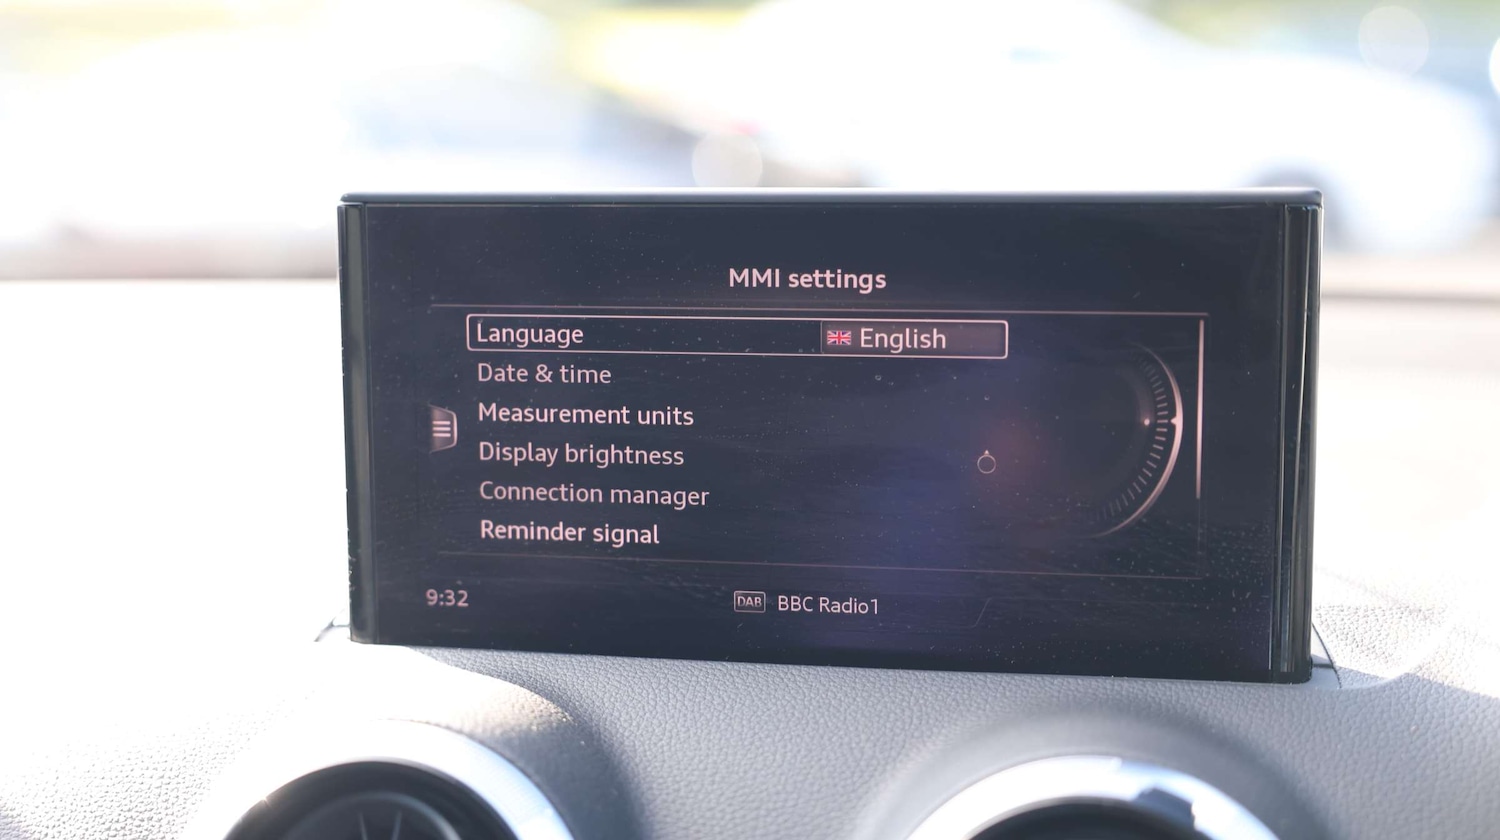 MMI settings
Language English
Date & time
Measurement units
Display brightness
Connection manager
Reminder signal
9:32 DAB BBC Radio1